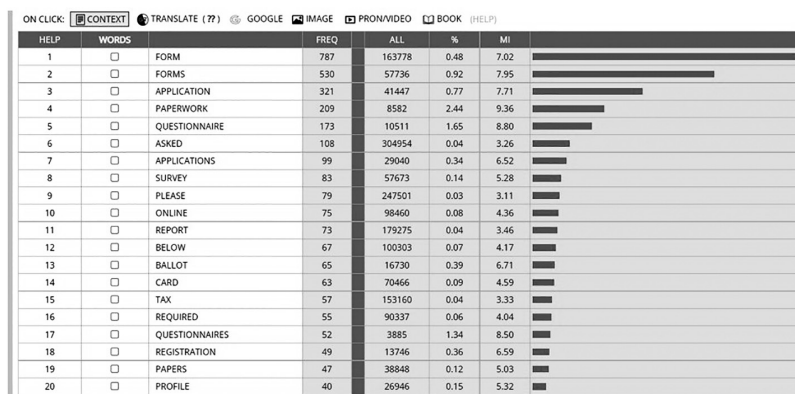 ON CLICK: CONTEXT TRANSLATE (??) GOOGLE IMAGE PRON/VIDEO BOOK (HELP)
HELP WORDS FREQ ALL % MI
1 FORM 787 163778 0.48 7.02
2 FORMS 530 57736 0.92 7.95
3 APPLICATION 321 41447 0.77 7.71
4 PAPERWORK 209 8582 2.44 9.36
5 QUESTIONNAIRE 173 10511 1.65 8.80
6 ASKED 108 304954 0.04 3.26
7 APPLICATIONS 99 29040 0.34 6.52
8 SURVEY 83 57673 0.14 5.28
9 PLEASE 79 247501 0.03 3.11
10 ONLINE 75 98460 0.08 4.36
11 REPORT 73 179275 0.04 3.46
12 BELOW 67 100303 0.07 4.17
13 BALLOT 65 16730 0.39 6.71
14 CARD 63 70466 0.09 4.59
15 TAX 57 153160 0.04 3.33
16 REQUIRED 55 90337 0.06 4.04
17 QUESTIONNAIRES 52 3885 1.34 8.50
18 REGISTRATION 49 13746 0.36 6.59
19 PAPERS 47 38848 0.12 5.03
20 PROFILE 40 26946 0.15 5.32